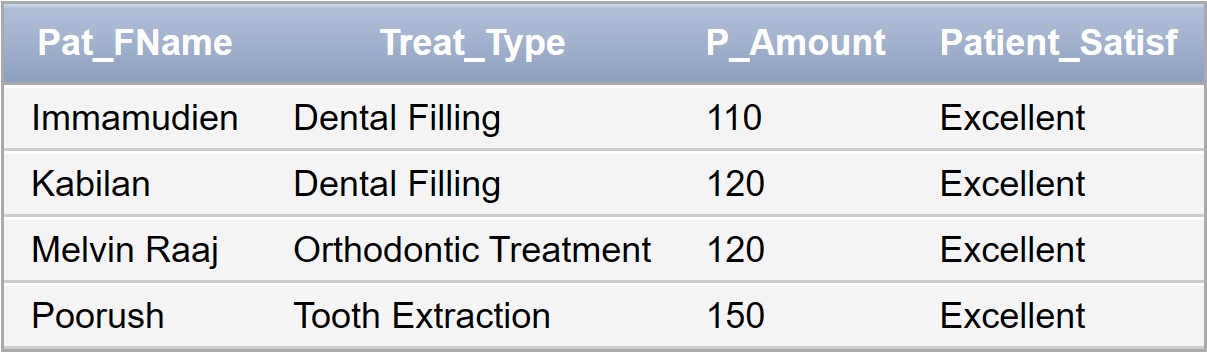 Pat_FName Treat_Type P_Amount Patient_Satisf
Immamudien Dental Filling 110 Excellent
Kabilan Dental Filling 120 Excellent
Melvin Raaj Orthodontic Treatment 120 Excellent
Poorush Tooth Extraction 150 Excellent